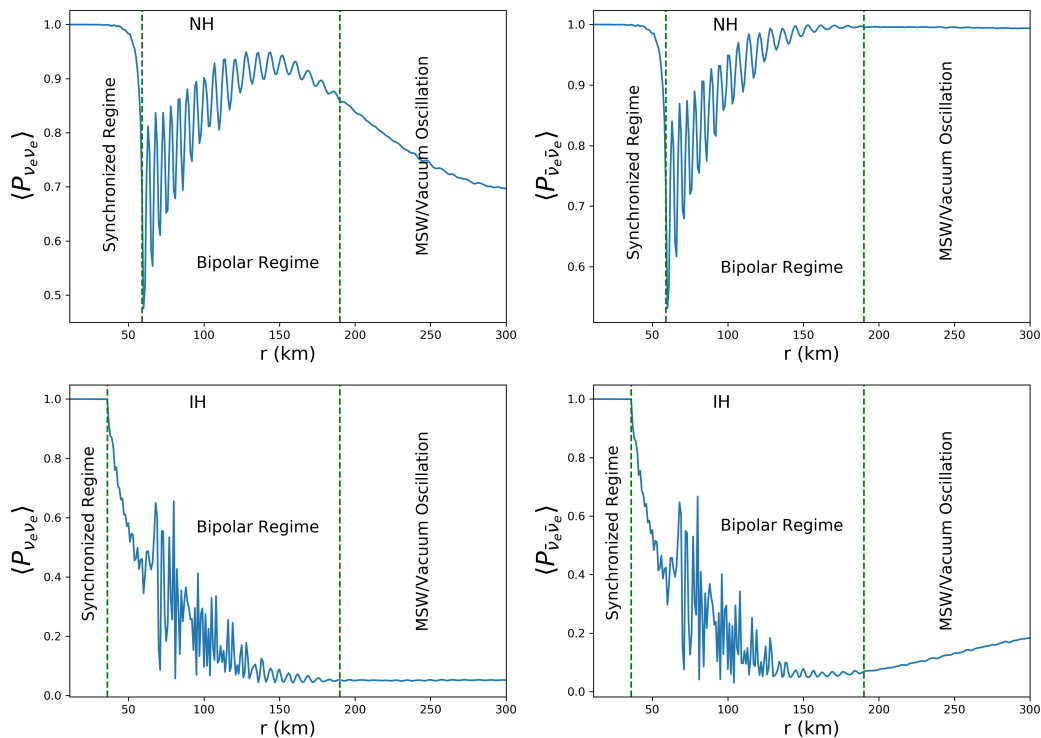 NH
1.0
0.9
0.8
0.7
0.6
0.5
⟨P_{ν_e ν_e}⟩
Synchronized Regime
Bipolar Regime
MSW/Vacuum Oscillation
50 100 150 200 250 300
r (km)
NH
1.0
0.9
0.8
0.7
0.6
⟨P_{ν̄_e ν̄_e}⟩
Synchronized Regime
Bipolar Regime
MSW/Vacuum Oscillation
50 100 150 200 250 300
r (km)
IH
1.0
0.8
0.6
0.4
0.2
0.0
⟨P_{ν_e ν_e}⟩
Synchronized Regime
Bipolar Regime
MSW/Vacuum Oscillation
50 100 150 200 250 300
r (km)
IH
1.0
0.8
0.6
0.4
0.2
0.0
⟨P_{ν̄_e ν̄_e}⟩
Synchronized Regime
Bipolar Regime
MSW/Vacuum Oscillation
50 100 150 200 250 300
r (km)